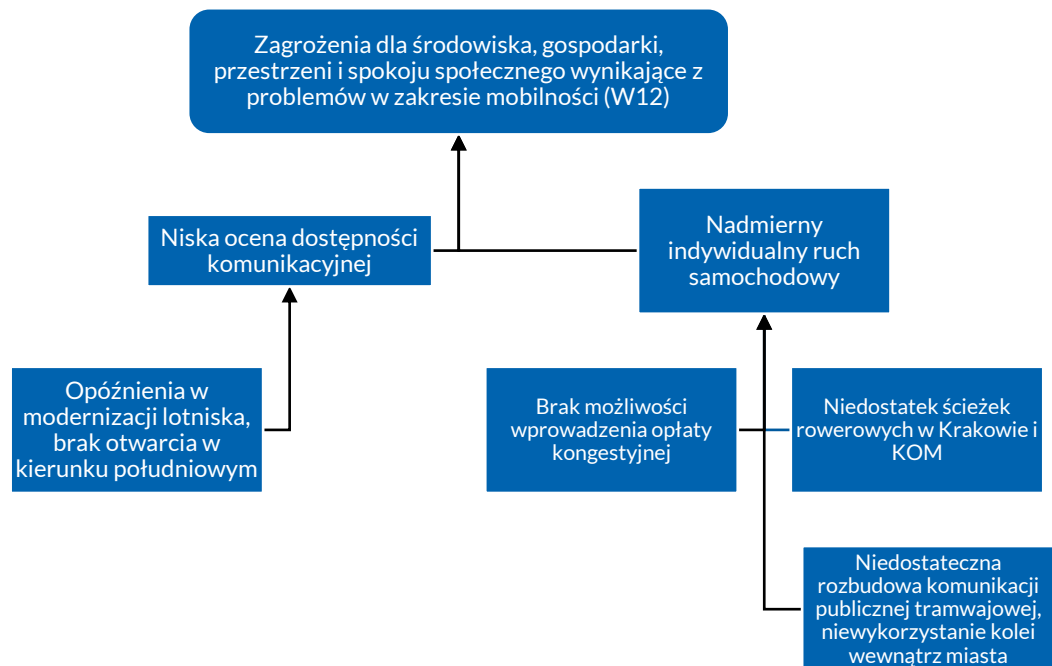 Zagrożenia dla środowiska, gospodarki,
przestrzeni i spokoju społecznego wynikające z
problemów w zakresie mobilności (W12)
Niska ocena dostępności
komunikacyjnej
Nadmierny
indywidualny ruch
samochodowy
Opóźnienia w
modernizacji lotniska,
brak otwarcia w
kierunku południowym
Brak możliwości
wprowadzenia opłaty
kongestyjnej
Niedostatek ścieżek
rowerowych w Krakowie i
KOM
Niedostateczna
rozbudowa komunikacji
publicznej tramwajowej,
niewykorzystanie kolei
wewnątrz miasta